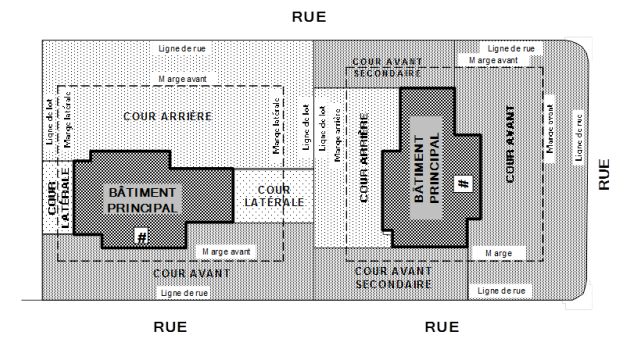 RUE
Ligne de rue
Marge avant
COUR ARRIÈRE
Ligne de lot
Marge latérale
Marge latérale
Ligne de lot
COUR
LATÉRALE
BÂTIMENT
PRINCIPAL
#
COUR
LATÉRALE
Marge avant
COUR AVANT
Ligne de rue
RUE
COUR AVANT
SECONDAIRE
Ligne de rue
Marge avant
Ligne de lot
Marge arrière
COUR ARRIÈRE
BÂTIMENT
PRINCIPAL
#
COUR AVANT
Marge avant
Ligne de rue
RUE
Marge
COUR AVANT
SECONDAIRE
Ligne de rue
RUE